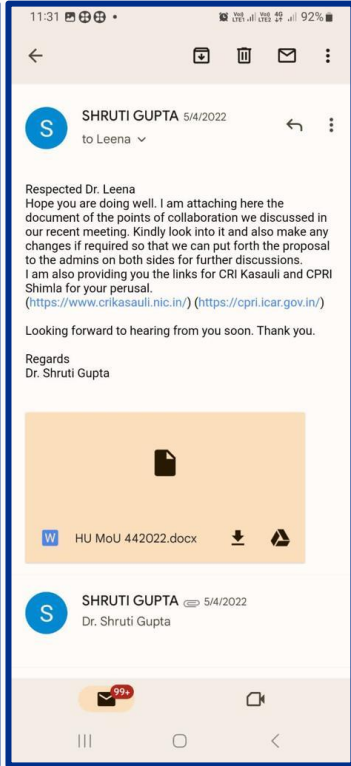 11:31
92%
SHRUTI GUPTA 5/4/2022
S
to Leena
Respected Dr. Leena
Hope you are doing well. I am attaching here the
document of the points of collaboration we discussed in
our recent meeting. Kindly look into it and also make any
changes if required so that we can put forth the proposal
to the admins on both sides for further discussions.
I am also providing you the links for CRI Kasauli and CPRI
Shimla for your perusal.
(https://www.crikasauli.nic.in/) (https://cpri.icar.gov.in/)
Looking forward to hearing from you soon. Thank you.
Regards
Dr. Shruti Gupta
W HU MoU 442022.docx
SHRUTI GUPTA 5/4/2022
S
Dr. Shruti Gupta
99+